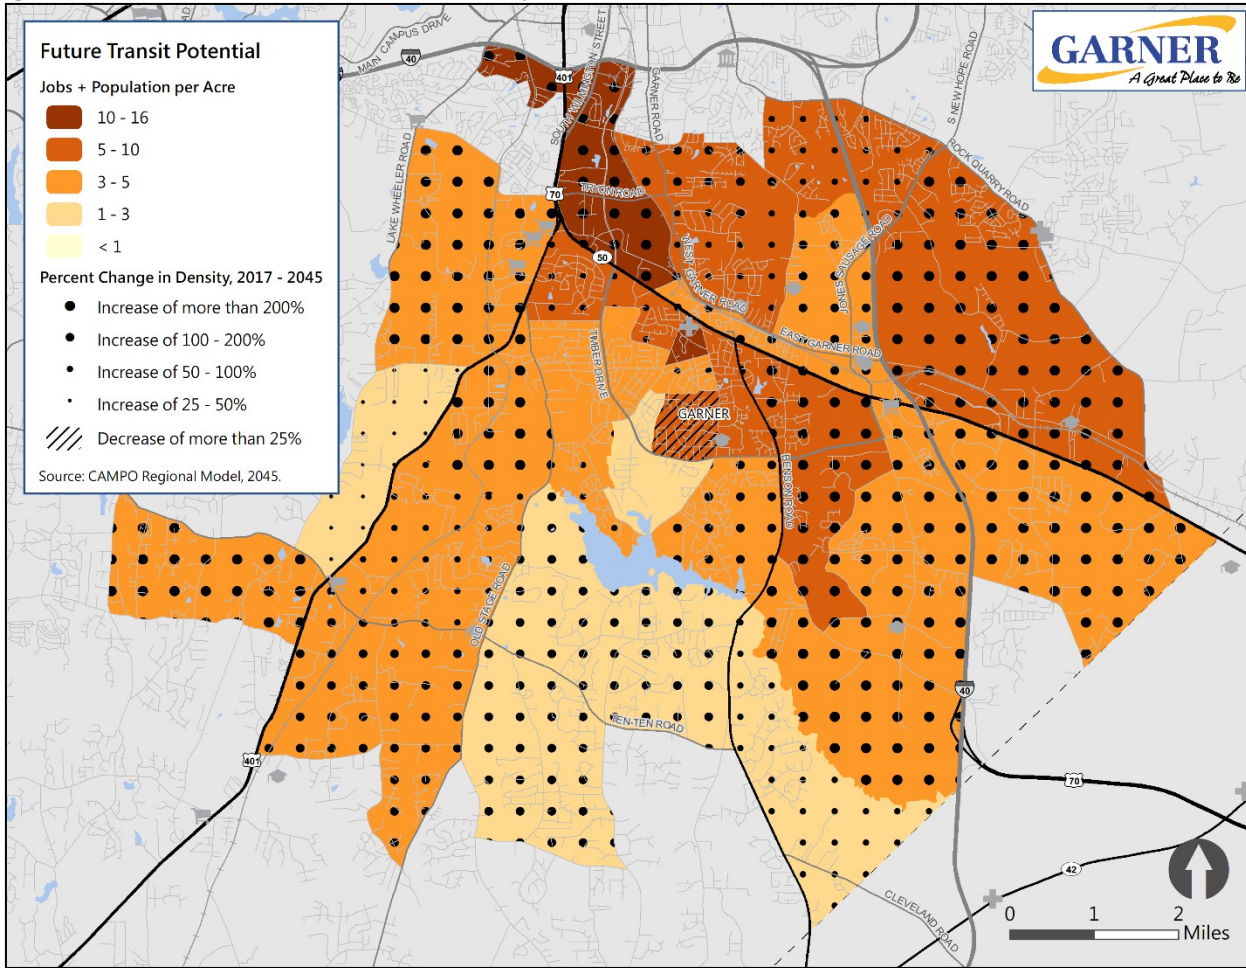 Future Transit Potential
Jobs + Population per Acre
10 - 16
5 - 10
3 - 5
1 - 3
< 1
Percent Change in Density, 2017 - 2045
Increase of more than 200%
Increase of 100 - 200%
Increase of 50 - 100%
Increase of 25 - 50%
Decrease of more than 25%
Source: CAMPO Regional Model, 2045.
GARNER
A Great Place to Be
MAIN CAMPUS DRIVE
40
401
SOUTH WILMINGTON STREET
GARNER ROAD
S NEW HOPE ROAD
ROCK QUARRY ROAD
LAKE WHEELER ROAD
70
TRYON ROAD
50
WEST GARNER ROAD
JONES SAUSAGE ROAD
EAST GARNER ROAD
TIMBER DRIVE
GARNER
BENSON ROAD
OLD STAGE ROAD
TEN-TEN ROAD
40
401
70
42
CLEVELAND ROAD
0 1 2
Miles